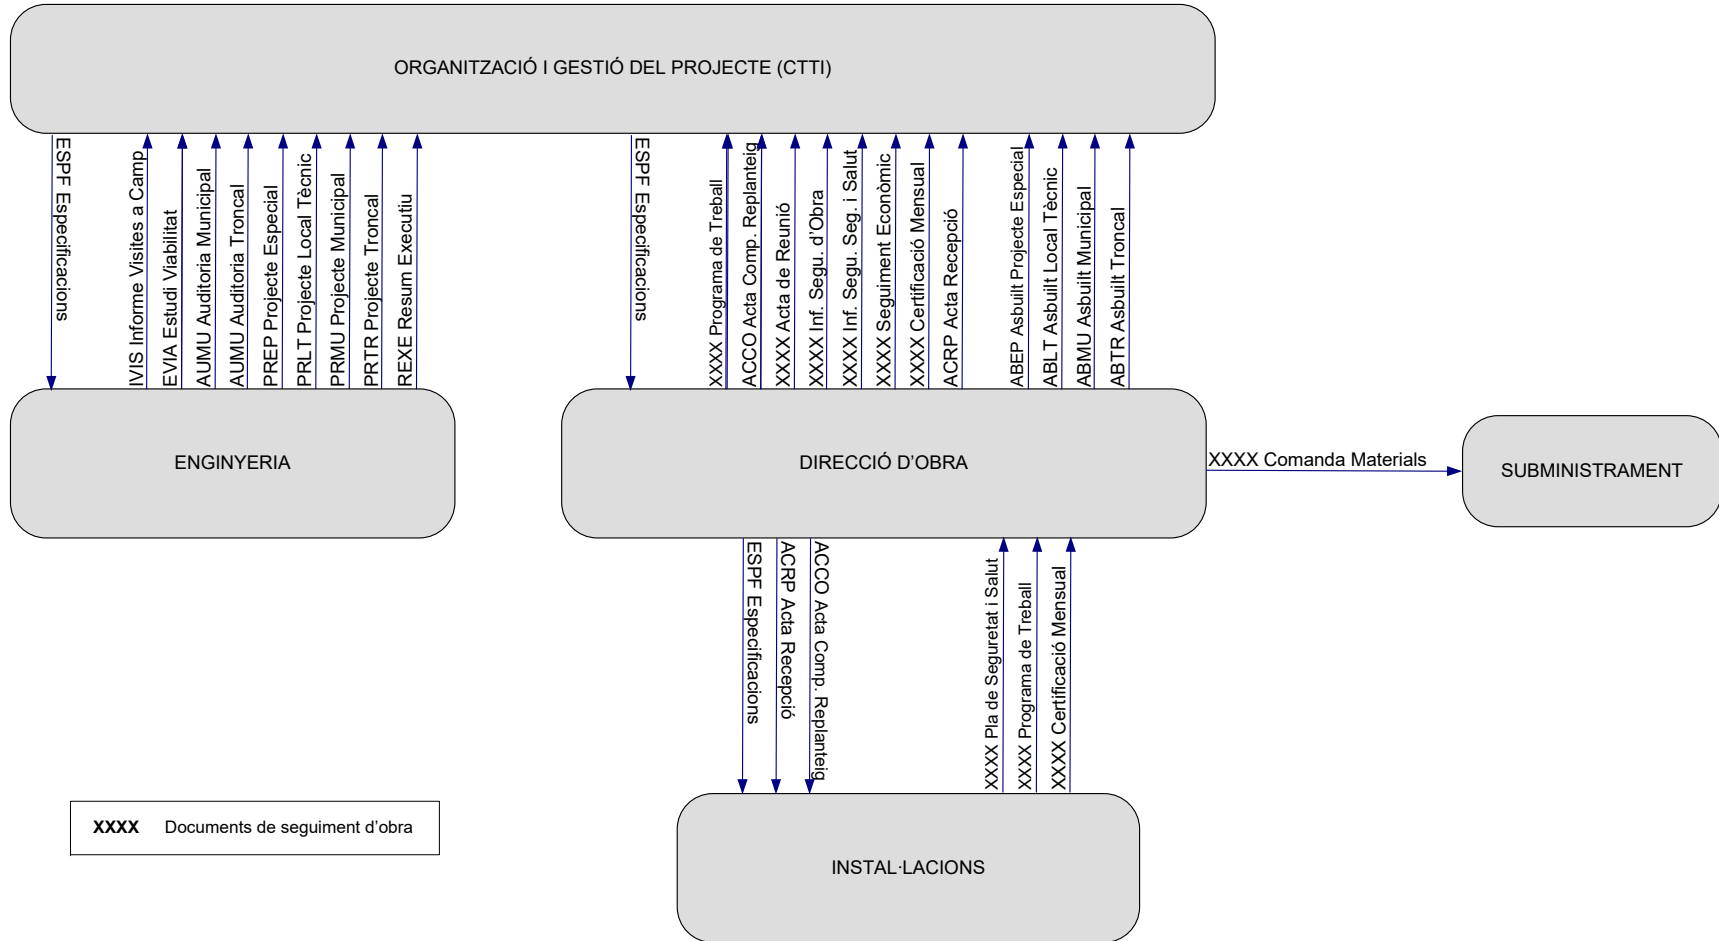 ORGANITZACIÓ I GESTIÓ DEL PROJECTE (CTTI)
ESPF Especificacions
IVIS Informe Visites a Camp
EVIA Estudi Viabilitat
AUMU Auditoria Municipal
AUMU Auditoria Troncal
PREP Projecte Especial
PRLT Projecte Local Tècnic
PRMU Projecte Municipal
PRTR Projecte Troncal
REXE Resum Executiu
ESPF Especificacions
XXXX Programa de Treball
ACCO Acta Comp. Replanteig
XXXX Acta de Reunió
XXXX Inf. Segu. d’Obra
XXXX Inf. Segu. Seg. i Salut
XXXX Seguiment Econòmic
XXXX Certificació Mensual
ACRP Acta Recepció
ABEP Asbuilt Projecte Especial
ABLT Asbuilt Local Tècnic
ABMU Asbuilt Municipal
ABTR Asbuilt Troncal
ENGINYERIA
DIRECCIÓ D’OBRA
XXXX Comanda Materials
SUBMINISTRAMENT
ESPF Especificacions
ACRP Acta Recepció
ACCO Acta Comp. Replanteig
XXXX Pla de Seguretat i Salut
XXXX Programa de Treball
XXXX Certificació Mensual
XXXX Documents de seguiment d’obra
INSTAL·LACIONS